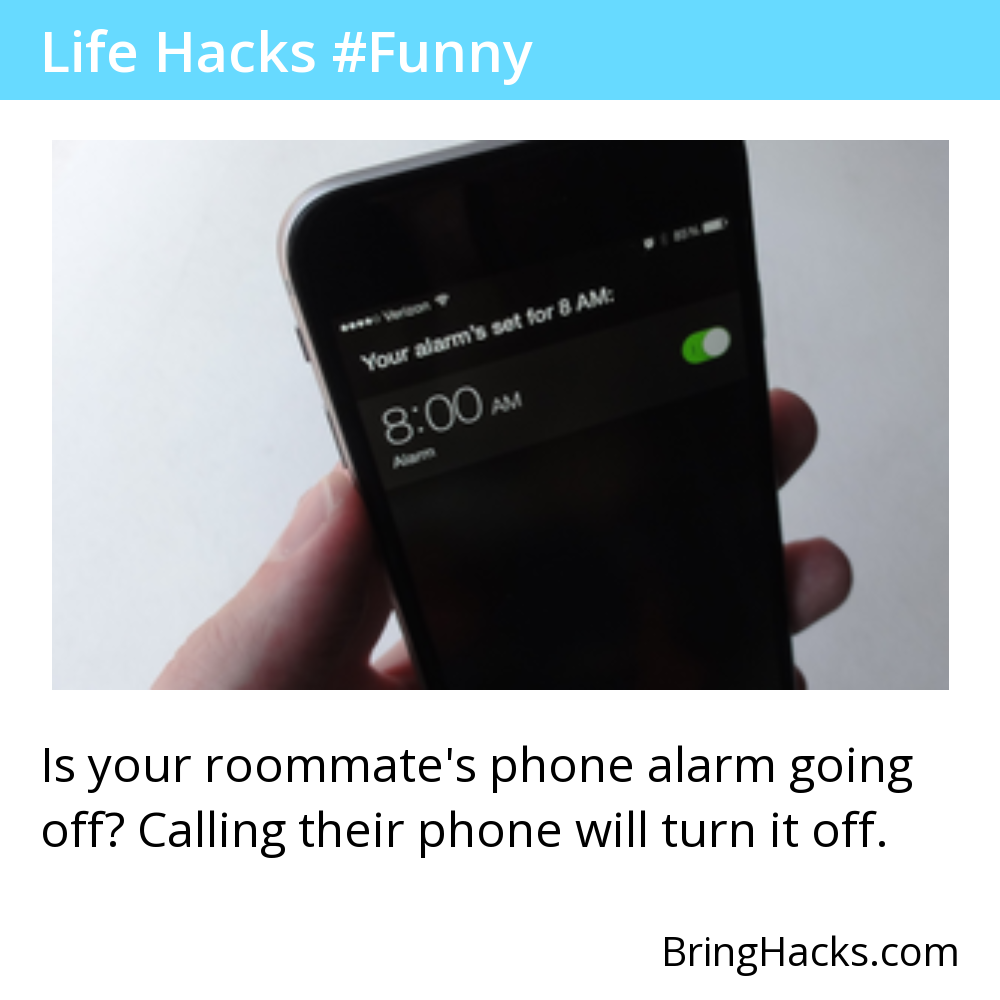 Life Hacks #Funny
Verizon 85%
Your alarm's set for 8 AM:
8:00 AM
Alarm
Is your roommate's phone alarm going
off? Calling their phone will turn it off.
BringHacks.com